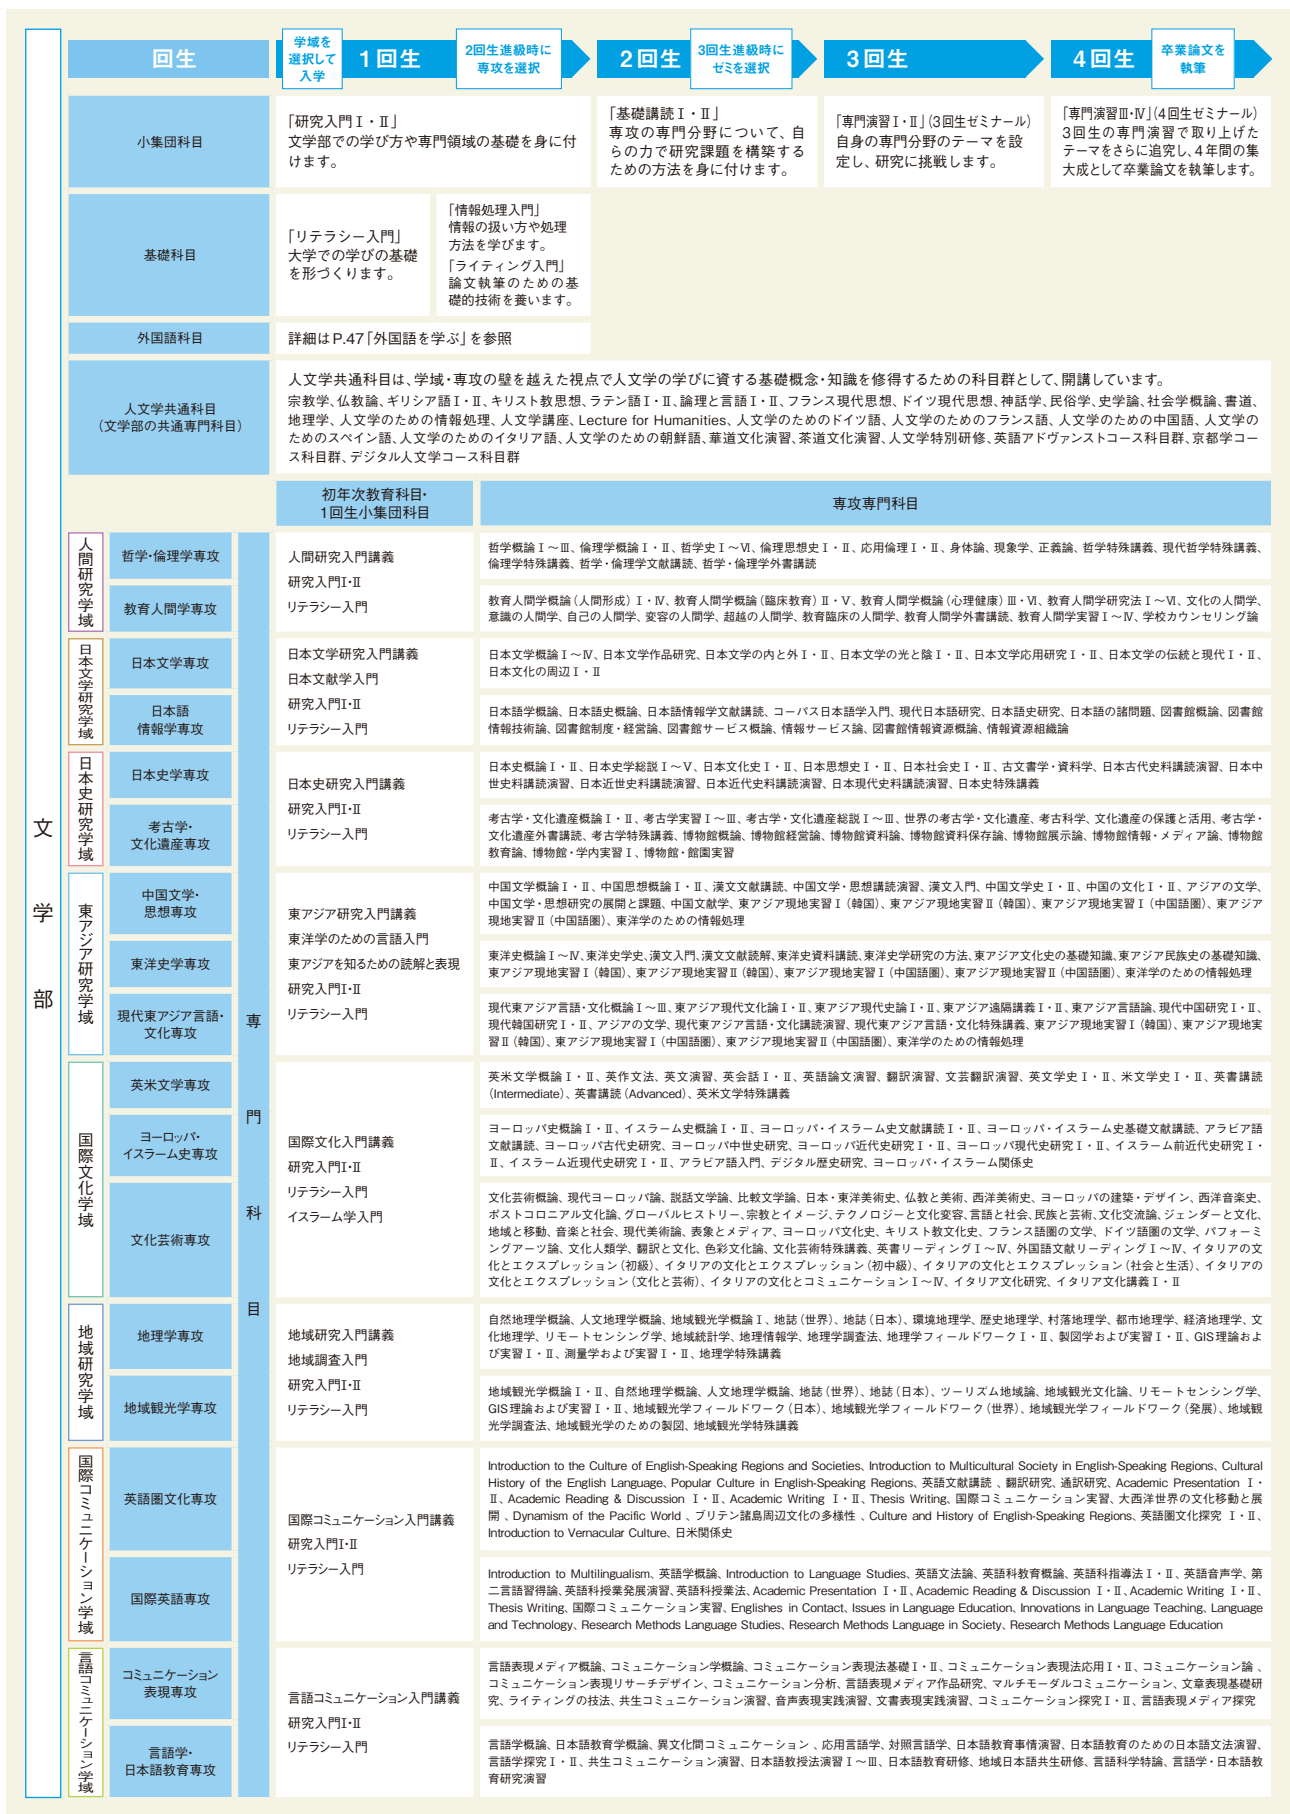 回生
学域を
選択して
入学
1回生
2回生進級時に
専攻を選択
2回生
3回生進級時に
ゼミを選択
3回生
4回生
卒業論文を
執筆
小集団科目
「研究入門Ⅰ・Ⅱ」
文学部での学び方や専門領域の基礎を身に付
けます。
「基礎講読Ⅰ・Ⅱ」
専攻の専門分野について、自
らの力で研究課題を構築する
ための方法を身に付けます。
「専門演習Ⅰ・Ⅱ」(3回生ゼミナール)
自身の専門分野のテーマを設
定し、研究に挑戦します。
「専門演習Ⅲ・Ⅳ」(4回生ゼミナール)
3回生の専門演習で取り上げた
テーマをさらに追究し、4年間の集
大成として卒業論文を執筆します。
基礎科目
「リテラシー入門」
大学での学びの基礎
を形づくります。
「情報処理入門」
情報の扱い方や処理
方法を学びます。
「ライティング入門」
論文執筆のための基
礎的技術を養います。
外国語科目
詳細はP.47「外国語を学ぶ」を参照
人文学共通科目
(文学部の共通専門科目)
人文学共通科目は、学域・専攻の壁を越えた視点で人文学の学びに資する基礎概念・知識を修得するための科目群として、開講しています。
宗教学、仏教論、ギリシア語Ⅰ・Ⅱ、キリスト教思想、ラテン語Ⅰ・Ⅱ、論理と言語Ⅰ・Ⅱ、フランス現代思想、ドイツ現代思想、神話学、民俗学、史学論、社会学概論、書道、
地理学、人文学のための情報処理、人文学講座、Lecture for Humanities、人文学のためのドイツ語、人文学のためのフランス語、人文学のための中国語、人文学の
ためのスペイン語、人文学のためのイタリア語、人文学のための朝鮮語、華道文化演習、茶道文化演習、人文学特別研修、英語アドヴァンストコース科目群、京都学コー
ス科目群、デジタル人文学コース科目群
初年次教育科目・
1回生小集団科目
専攻専門科目
文学部
専門科目
人間研究学域
哲学・倫理学専攻
教育人間学専攻
人間研究入門講義
研究入門Ⅰ・Ⅱ
リテラシー入門
哲学概論Ⅰ～Ⅲ、倫理学概論Ⅰ・Ⅱ、哲学史Ⅰ～Ⅵ、倫理思想史Ⅰ・Ⅱ、応用倫理Ⅰ・Ⅱ、身体論、現象学、正義論、哲学特殊講義、現代哲学特殊講義、
倫理学特殊講義、哲学・倫理学文献講読、哲学・倫理学外書講読
教育人間学概論(人間形成)Ⅰ・Ⅳ、教育人間学概論(臨床教育)Ⅱ・Ⅴ、教育人間学概論(心理健康)Ⅲ・Ⅵ、教育人間学研究法Ⅰ～Ⅵ、文化の人間学、
意識の人間学、自己の人間学、変容の人間学、超越の人間学、教育臨床の人間学、教育人間学外書講読、教育人間学実習Ⅰ～Ⅳ、学校カウンセリング論
日本文学研究学域
日本文学専攻
日本語
情報学専攻
日本文学研究入門講義
日本文献学入門
研究入門Ⅰ・Ⅱ
リテラシー入門
日本文学概論Ⅰ～Ⅳ、日本文学作品研究、日本文学の内と外Ⅰ・Ⅱ、日本文学の光と陰Ⅰ・Ⅱ、日本文学応用研究Ⅰ・Ⅱ、日本文学の伝統と現代Ⅰ・Ⅱ、
日本文化の周辺Ⅰ・Ⅱ
日本語学概論、日本語史概論、日本語情報学文献講読、コーパス日本語学入門、現代日本語研究、日本語史研究、日本語の諸問題、図書館概論、図書館
情報技術論、図書館制度・経営論、図書館サービス概論、情報サービス論、図書館情報資源概論、情報資源組織論
日本史研究学域
日本史学専攻
考古学・
文化遺産専攻
日本史研究入門講義
研究入門Ⅰ・Ⅱ
リテラシー入門
日本史概論Ⅰ・Ⅱ、日本史学総説Ⅰ～Ⅴ、日本文化史Ⅰ・Ⅱ、日本思想史Ⅰ・Ⅱ、日本社会史Ⅰ・Ⅱ、古文書学・資料学、日本古代史料講読演習、日本中
世史料講読演習、日本近世史料講読演習、日本近代史料講読演習、日本現代史料講読演習、日本史特殊講義
考古学・文化遺産概論Ⅰ・Ⅱ、考古学実習Ⅰ～Ⅲ、考古学・文化遺産総説Ⅰ～Ⅲ、世界の考古学・文化遺産、考古科学、文化遺産の保護と活用、考古学・
文化遺産外書講読、考古学特殊講義、博物館概論、博物館経営論、博物館資料論、博物館資料保存論、博物館展示論、博物館情報・メディア論、博物館
教育論、博物館・学内実習Ⅰ、博物館・館園実習
東アジア研究学域
中国文学・
思想専攻
東洋史学専攻
現代東アジア言語・
文化専攻
東アジア研究入門講義
東洋学のための言語入門
東アジアを知るための読解と表現
研究入門Ⅰ・Ⅱ
リテラシー入門
中国文学概論Ⅰ・Ⅱ、中国思想概論Ⅰ・Ⅱ、漢文文献講読、中国文学・思想講読演習、漢文入門、中国文学史Ⅰ・Ⅱ、中国の文化Ⅰ・Ⅱ、アジアの文学、
中国文学・思想研究の展開と課題、中国文献学、東アジア現地実習Ⅰ(韓国)、東アジア現地実習Ⅱ(韓国)、東アジア現地実習Ⅰ(中国語圏)、東アジア
現地実習Ⅱ(中国語圏)、東洋学のための情報処理
東洋史概論Ⅰ～Ⅳ、東洋史学史、漢文入門、漢文文献読解、東洋史資料講読、東洋史学研究の方法、東アジア文化史の基礎知識、東アジア民族史の基礎知識、
東アジア現地実習Ⅰ(韓国)、東アジア現地実習Ⅱ(韓国)、東アジア現地実習Ⅰ(中国語圏)、東アジア現地実習Ⅱ(中国語圏)、東洋学のための情報処理
現代東アジア言語・文化概論Ⅰ～Ⅲ、東アジア現代文化論Ⅰ・Ⅱ、東アジア現代史論Ⅰ・Ⅱ、東アジア遠隔講義Ⅰ・Ⅱ、東アジア言語論、現代中国研究Ⅰ・Ⅱ、
現代韓国研究Ⅰ・Ⅱ、アジアの文学、現代東アジア言語・文化講読演習、現代東アジア言語・文化特殊講義、東アジア現地実習Ⅰ(韓国)、東アジア現地実
習Ⅱ(韓国)、東アジア現地実習Ⅰ(中国語圏)、東アジア現地実習Ⅱ(中国語圏)、東洋学のための情報処理
国際文化学域
英米文学専攻
ヨーロッパ・
イスラーム史専攻
文化芸術専攻
国際文化入門講義
研究入門Ⅰ・Ⅱ
リテラシー入門
イスラーム学入門
英米文学概論Ⅰ・Ⅱ、英作文法、英文演習、英会話Ⅰ・Ⅱ、英語論文演習、翻訳演習、文芸翻訳演習、英文学史Ⅰ・Ⅱ、米文学史Ⅰ・Ⅱ、英書講読
(Intermediate)、英書講読(Advanced)、英米文学特殊講義
ヨーロッパ史概論Ⅰ・Ⅱ、イスラーム史概論Ⅰ・Ⅱ、ヨーロッパ・イスラーム史文献講読Ⅰ・Ⅱ、ヨーロッパ・イスラーム史基礎文献講読、アラビア語
文献講読、ヨーロッパ古代史研究、ヨーロッパ中世史研究、ヨーロッパ近代史研究Ⅰ・Ⅱ、ヨーロッパ現代史研究Ⅰ・Ⅱ、イスラーム前近代史研究Ⅰ・
Ⅱ、イスラーム近現代史研究Ⅰ・Ⅱ、アラビア語入門、デジタル歴史研究、ヨーロッパ・イスラーム関係史
文化芸術概論、現代ヨーロッパ論、説話文学論、比較文学論、日本・東洋美術史、仏教と美術、西洋美術史、ヨーロッパの建築・デザイン、西洋音楽史、
ポストコロニアル文化論、グローバルヒストリー、宗教とイメージ、テクノロジーと文化変容、言語と社会、民族と芸術、文化交流論、ジェンダーと文化、
地域と移動、音楽と社会、現代美術論、表象とメディア、ヨーロッパ文化史、キリスト教文化史、フランス語圏の文学、ドイツ語圏の文学、パフォーミ
ングアーツ論、文化人類学、翻訳と文化、色彩文化論、文化芸術特殊講義、英書リーディングⅠ～Ⅳ、外国語文献リーディングⅠ～Ⅳ、イタリアの文
化とエクスプレッション(初級)、イタリアの文化とエクスプレッション(初中級)、イタリアの文化とエクスプレッション(社会と生活)、イタリアの
文化とエクスプレッション(文化と芸術)、イタリアの文化とコミュニケーションⅠ～Ⅳ、イタリア文化研究、イタリア文化講義Ⅰ・Ⅱ
地域研究学域
地理学専攻
地域観光学専攻
地域研究入門講義
地域調査入門
研究入門Ⅰ・Ⅱ
リテラシー入門
自然地理学概論、人文地理学概論、地域観光学概論Ⅰ、地誌(世界)、地誌(日本)、環境地理学、歴史地理学、村落地理学、都市地理学、経済地理学、文
化地理学、リモートセンシング学、地域統計学、地理情報学、地理学調査法、地理学フィールドワークⅠ・Ⅱ、製図学および実習Ⅰ・Ⅱ、GIS理論およ
び実習Ⅰ・Ⅱ、測量学および実習Ⅰ・Ⅱ、地理学特殊講義
地域観光学概論Ⅰ・Ⅱ、自然地理学概論、人文地理学概論、地誌(世界)、地誌(日本)、ツーリズム地域論、地域観光文化論、リモートセンシング学、
GIS理論および実習Ⅰ・Ⅱ、地域観光学フィールドワーク(日本)、地域観光学フィールドワーク(世界)、地域観光学フィールドワーク(発展)、地域観
光学調査法、地域観光学のための製図、地域観光学特殊講義
国際コミュニケーション学域
英語圏文化専攻
国際英語専攻
国際コミュニケーション入門講義
研究入門Ⅰ・Ⅱ
リテラシー入門
Introduction to the Culture of English-Speaking Regions and Societies、Introduction to Multicultural Society in English-Speaking Regions、Cultural
History of the English Language、Popular Culture in English-Speaking Regions、英語文献講読 、翻訳研究、通訳研究、Academic Presentation Ⅰ・
Ⅱ、Academic Reading & Discussion Ⅰ・Ⅱ、Academic Writing Ⅰ・Ⅱ、Thesis Writing、国際コミュニケーション実習、大西洋世界の文化移動と展
開 、Dynamism of the Pacific World 、ブリテン諸島周辺文化の多様性 、Culture and History of English-Speaking Regions、英語圏文化探究 Ⅰ・Ⅱ、
Introduction to Vernacular Culture、日米関係史
Introduction to Multilingualism、英語学概論、Introduction to Language Studies、英語文法論、英語科教育概論、英語科指導法Ⅰ・Ⅱ、英語音声学、第
二言語習得論、英語科授業発展演習、英語科授業法、Academic Presentation Ⅰ・Ⅱ、Academic Reading & Discussion Ⅰ・Ⅱ、Academic Writing Ⅰ・Ⅱ、
Thesis Writing、国際コミュニケーション実習、Englishes in Contact、Issues in Language Education、Innovations in Language Teaching、Language
and Technology、Research Methods Language Studies、Research Methods Language in Society、Research Methods Language Education
言語コミュニケーション学域
コミュニケーション
表現専攻
言語学・
日本語教育専攻
言語コミュニケーション入門講義
研究入門Ⅰ・Ⅱ
リテラシー入門
言語表現メディア概論、コミュニケーション学概論、コミュニケーション表現法基礎Ⅰ・Ⅱ、コミュニケーション表現法応用Ⅰ・Ⅱ、コミュニケーション論 、
コミュニケーション表現リサーチデザイン、コミュニケーション分析、言語表現メディア作品研究、マルチモーダルコミュニケーション、文章表現基礎研
究、ライティングの技法、共生コミュニケーション演習、音声表現実践演習、文書表現実践演習、コミュニケーション探究Ⅰ・Ⅱ、言語表現メディア探究
言語学概論、日本語教育学概論、異文化間コミュニケーション 、応用言語学、対照言語学、日本語教育事情演習、日本語教育のための日本語文法演習、
言語学探究Ⅰ・Ⅱ、共生コミュニケーション演習、日本語教授法演習Ⅰ～Ⅲ、日本語教育研修、地域日本語共生研修、言語科学特論、言語学・日本語教
育研究演習